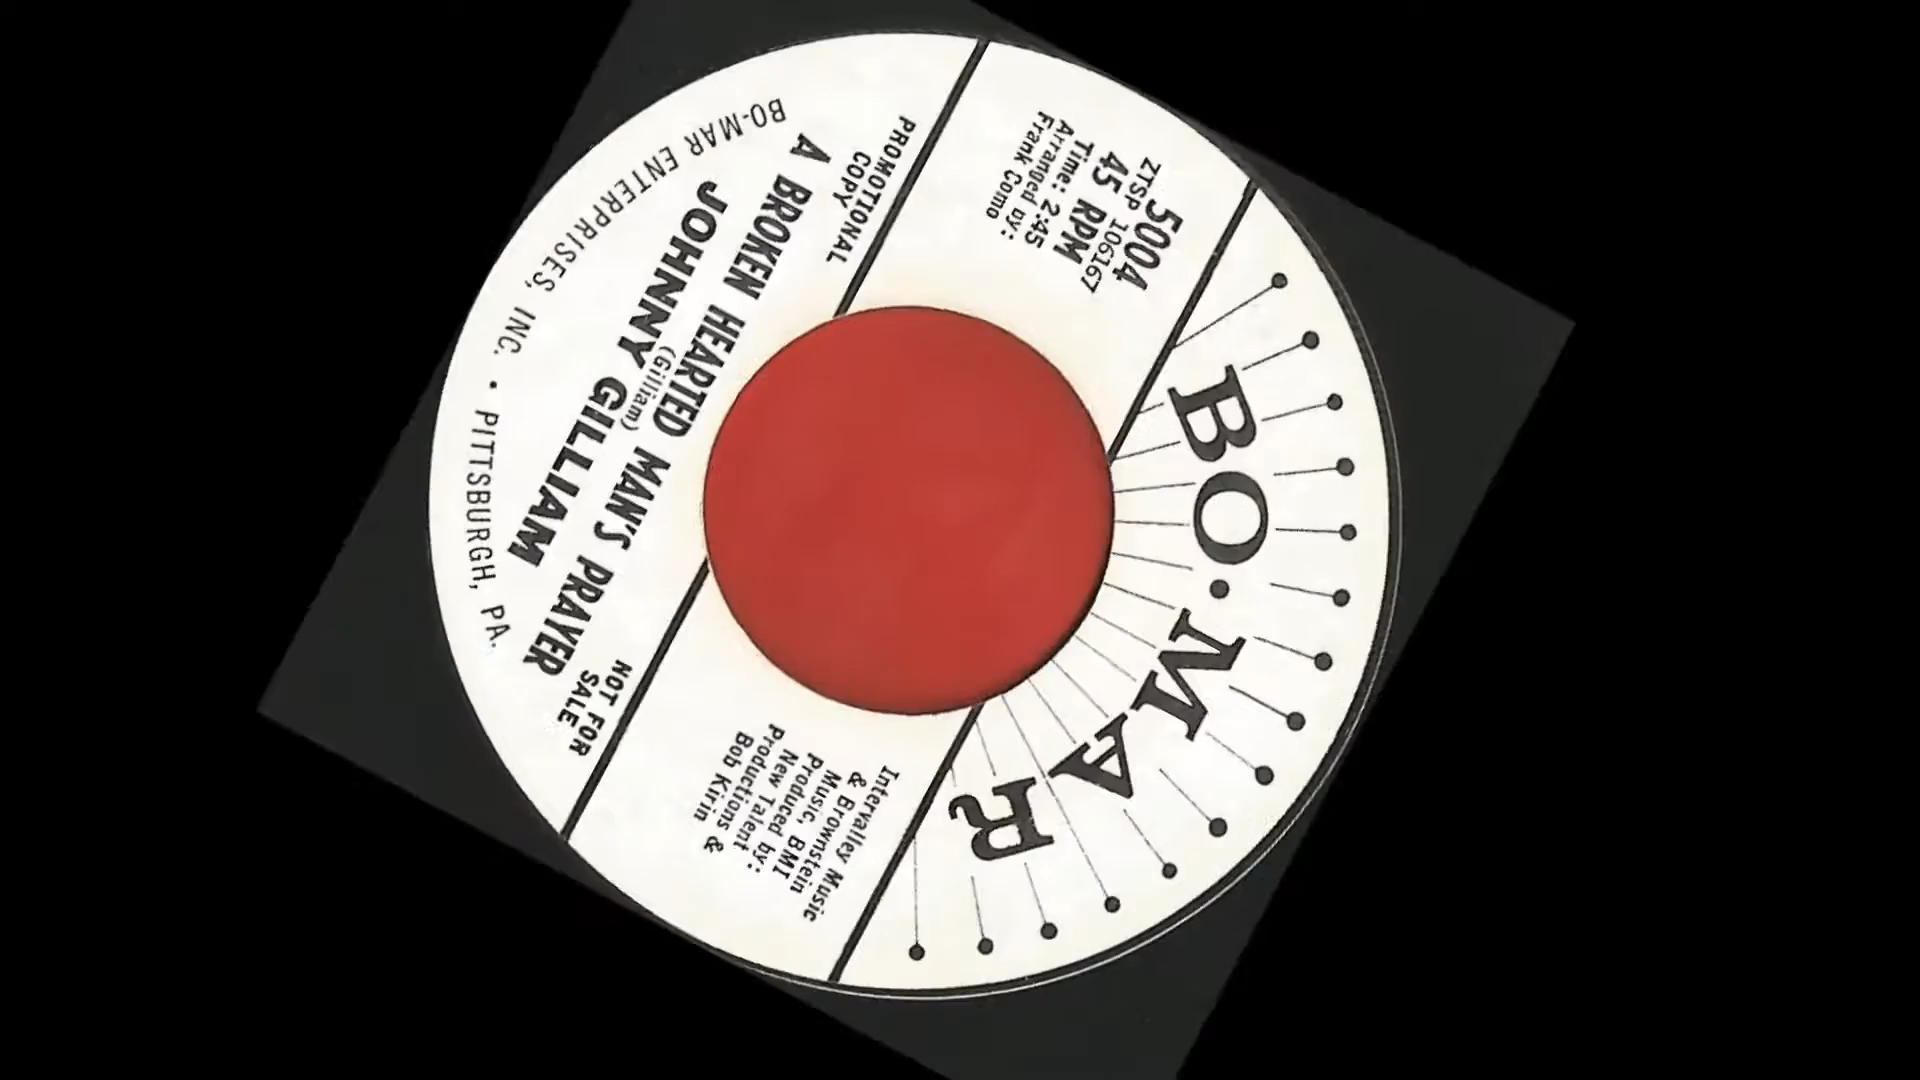 BO·MAR
5004
ZTSP 106167
45 RPM
Time: 2:45
Arranged by:
Frank Como
Intervalley Music
& Brownstein
Music, BMI
Produced by:
New Talent
Productions &
Bob Kirin
PROMOTIONAL
COPY
NOT FOR
SALE
A BROKEN HEARTED MAN'S PRAYER
(Gilliam)
JOHNNY GILLIAM
BO-MAR ENTERPRISES, INC. • PITTSBURGH, PA.